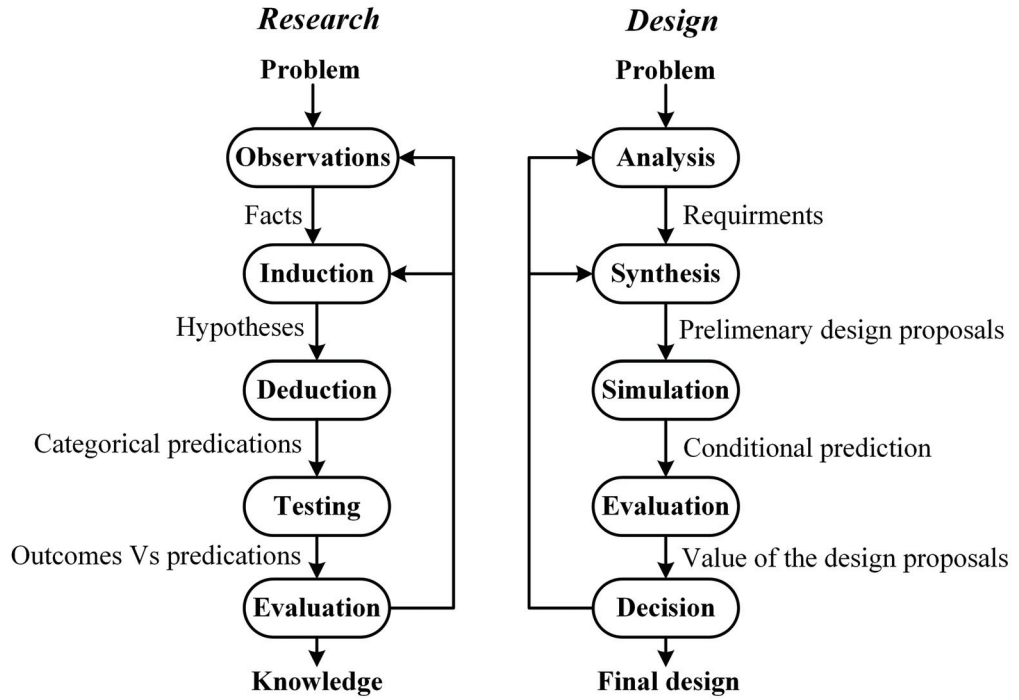 Research
Problem
Observations
Facts
Induction
Hypotheses
Deduction
Categorical predications
Testing
Outcomes Vs predications
Evaluation
Knowledge
Design
Problem
Analysis
Requirments
Synthesis
Prelimenary design proposals
Simulation
Conditional prediction
Evaluation
Value of the design proposals
Decision
Final design